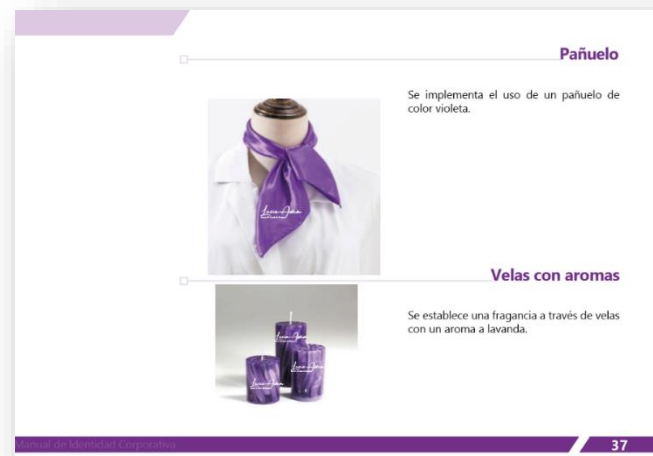 Pañuelo
Se implementa el uso de un pañuelo de
color violeta.
Velas con aromas
Se establece una fragancia a través de velas
con un aroma a lavanda.
Manual de Identidad Corporativa
37